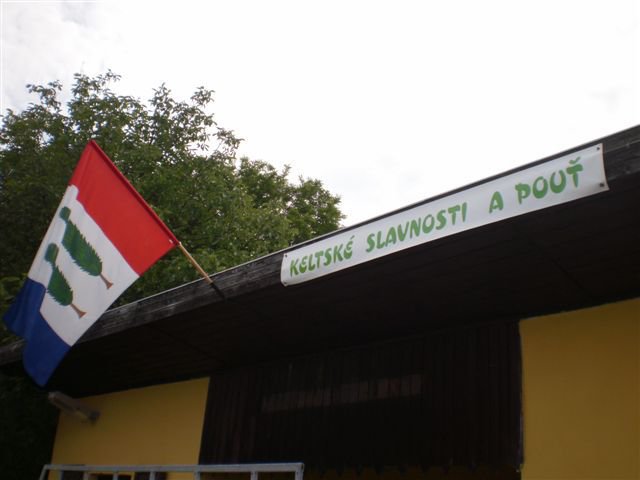 KELTSKÉ SLAVNOSTI A POUŤ